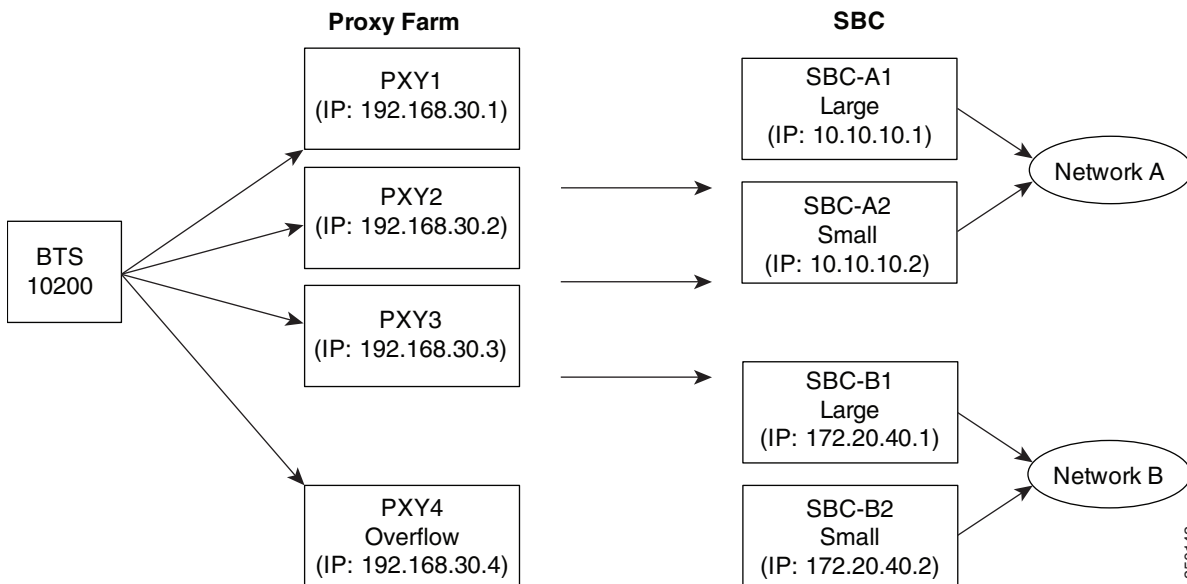 Proxy Farm
SBC
PXY1
(IP: 192.168.30.1)
PXY2
(IP: 192.168.30.2)
PXY3
(IP: 192.168.30.3)
PXY4
Overflow
(IP: 192.168.30.4)
BTS
10200
SBC-A1
Large
(IP: 10.10.10.1)
SBC-A2
Small
(IP: 10.10.10.2)
SBC-B1
Large
(IP: 172.20.40.1)
SBC-B2
Small
(IP: 172.20.40.2)
Network A
Network B